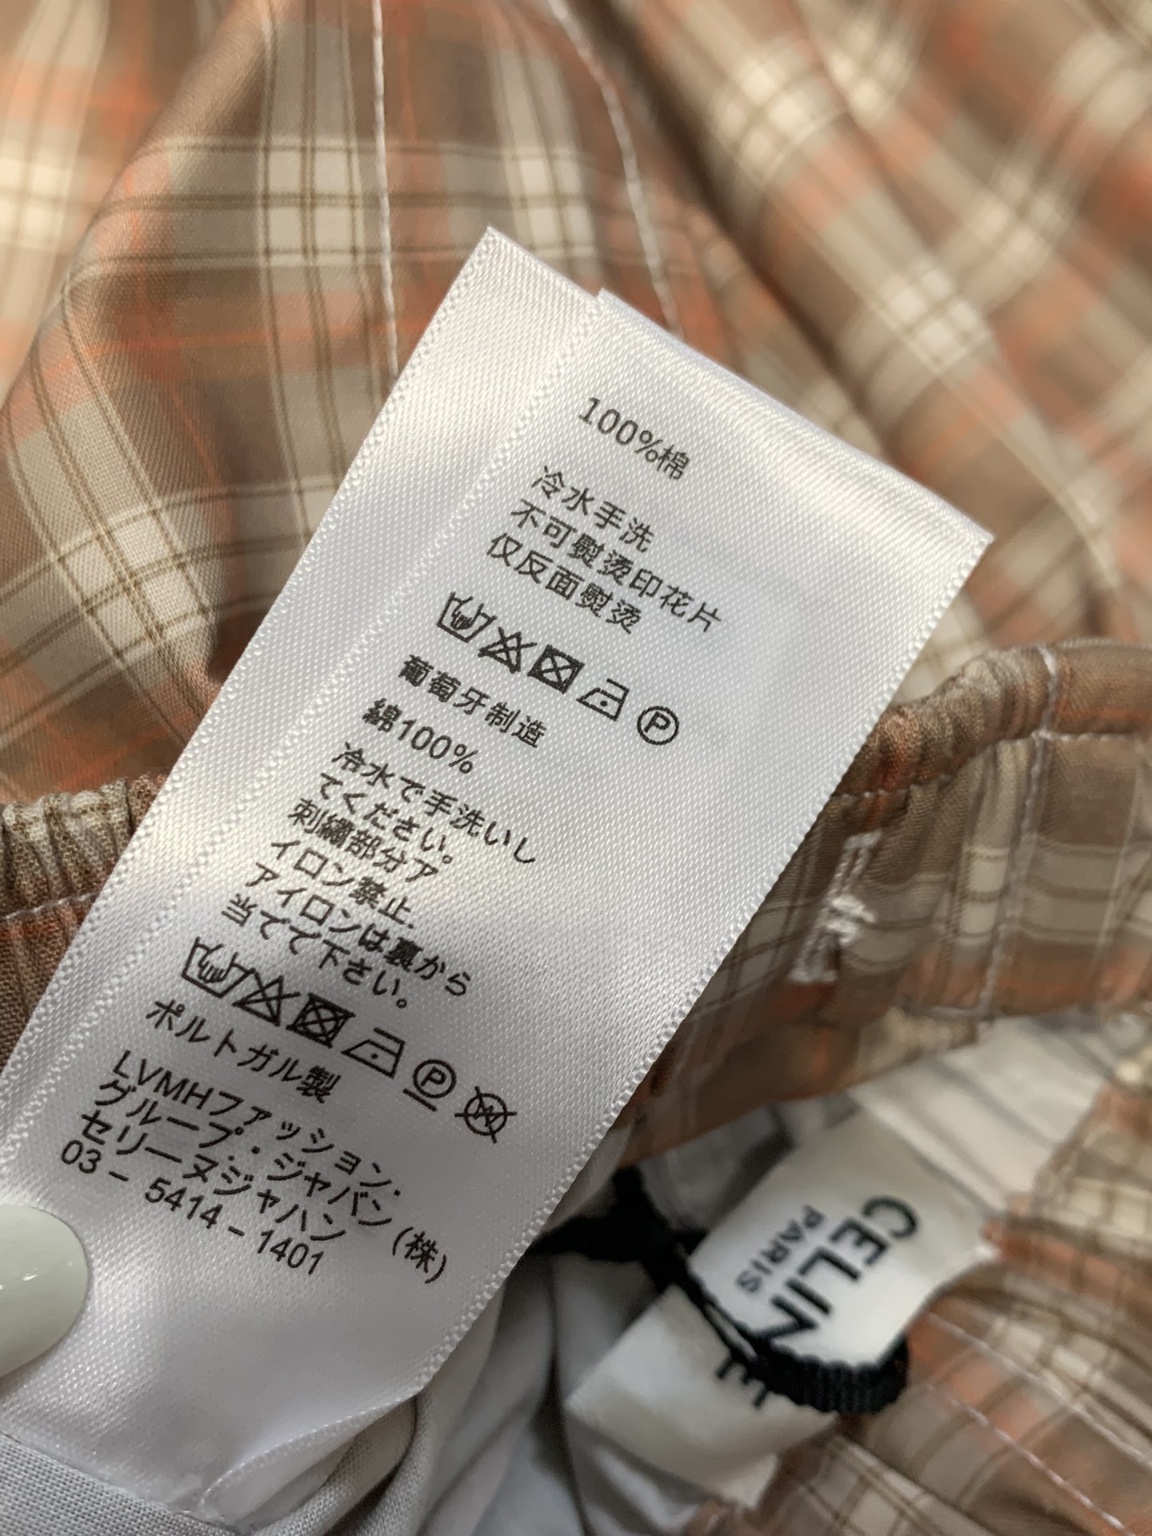 100%棉
冷水手洗
不可熨烫印花片
仅反面熨烫
P
葡萄牙制造
綿100%
冷水で手洗いし
てください。
刺繡部分ア
イロン禁止.
アイロンは裏から
当てで下さい。
P W
ポルトガル製
LVMHファッション.
グループ.・ジャバン
セリーヌジャハン (株)
03 - 5414 - 1401
CELINE
PARIS